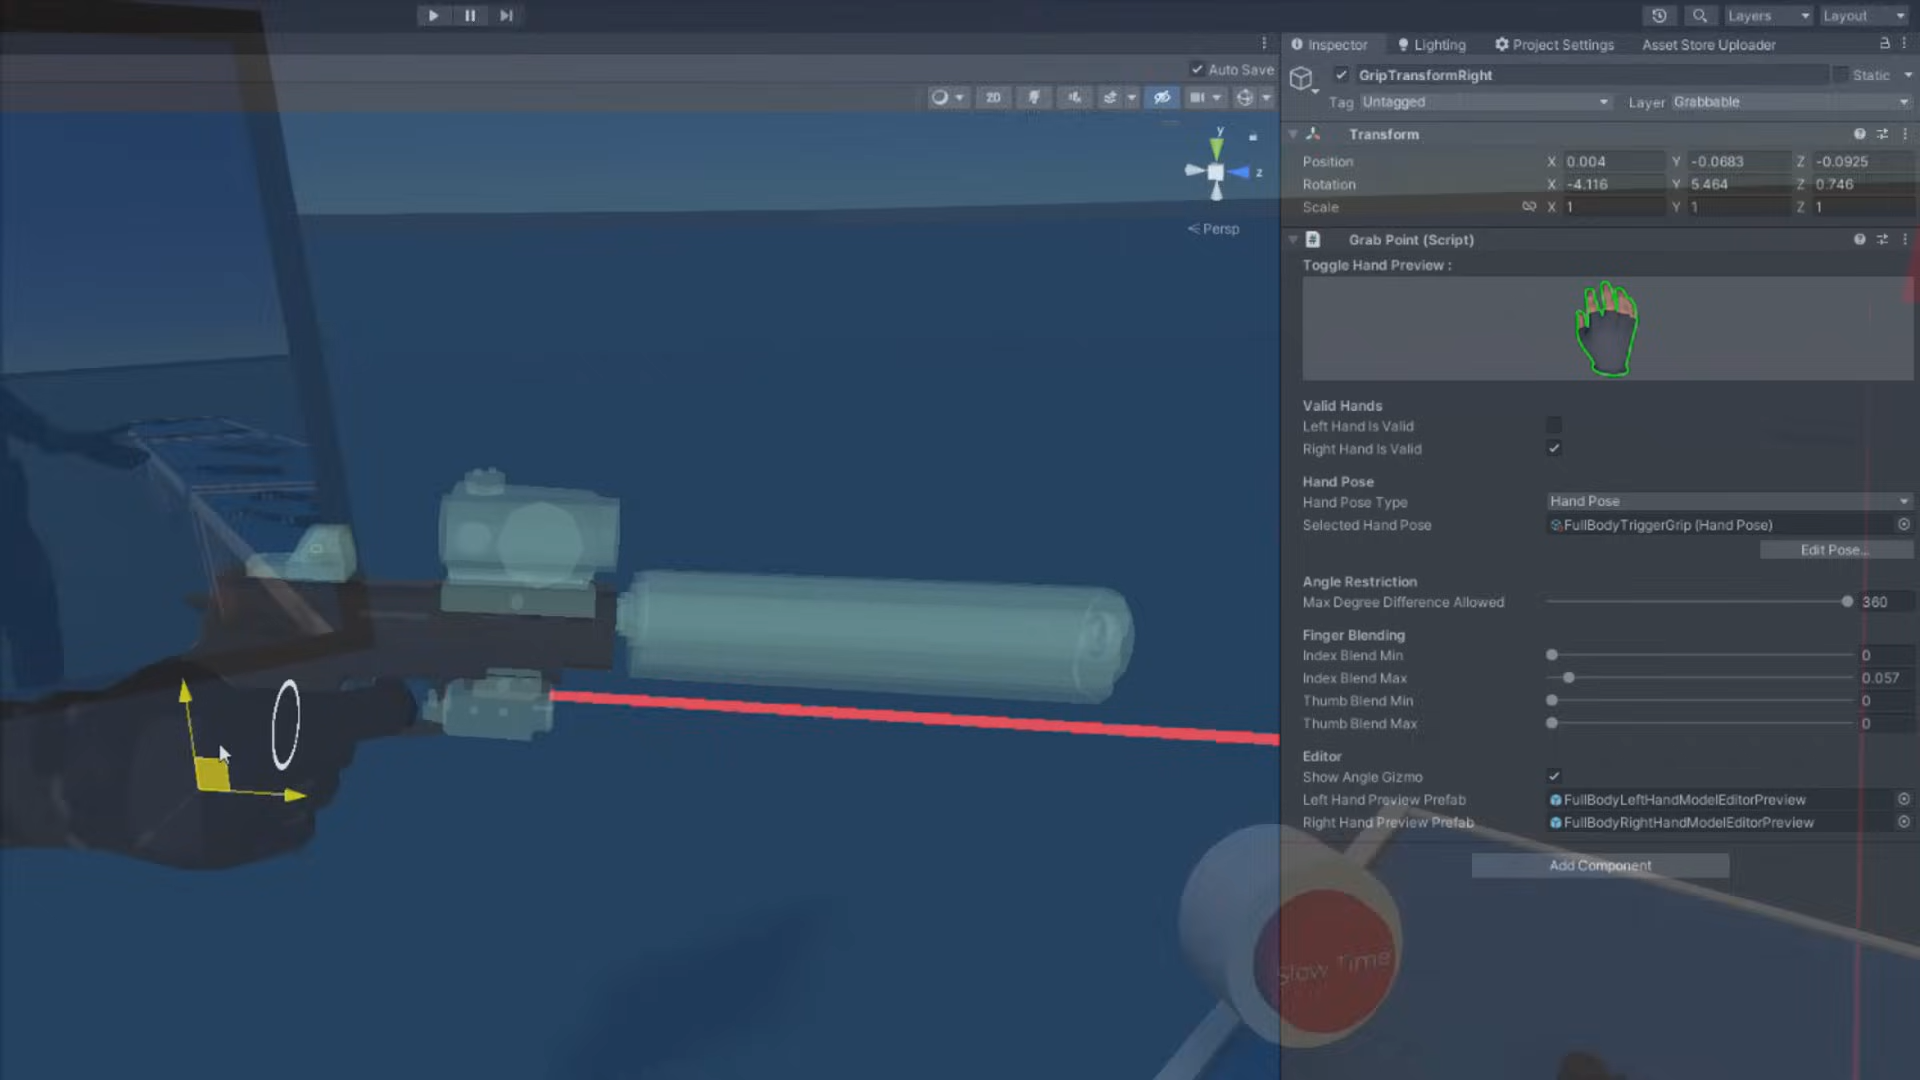 Layers
Layout
Inspector
Lighting
Project Settings
Asset Store Uploader
Auto Save
GripTransformRight
Static
2D
Tag Untagged
Layer Grabbable
y
z
Persp
Transform
Position X 0.004 Y -0.0683 Z -0.0925
Rotation X -4.116 Y 5.464 Z 0.746
Scale X 1 Y 1 Z 1
Grab Point (Script)
Toggle Hand Preview :
Valid Hands
Left Hand Is Valid
Right Hand Is Valid
Hand Pose
Hand Pose Type Hand Pose
Selected Hand Pose FullBodyTriggerGrip (Hand Pose)
Edit Pose...
Angle Restriction
Max Degree Difference Allowed 360
Finger Blending
Index Blend Min 0
Index Blend Max 0.057
Thumb Blend Min 0
Thumb Blend Max 0
Editor
Show Angle Gizmo
Left Hand Preview Prefab FullBodyLeftHandModelEditorPreview
Right Hand Preview Prefab FullBodyRightHandModelEditorPreview
Add Component
Slow Time